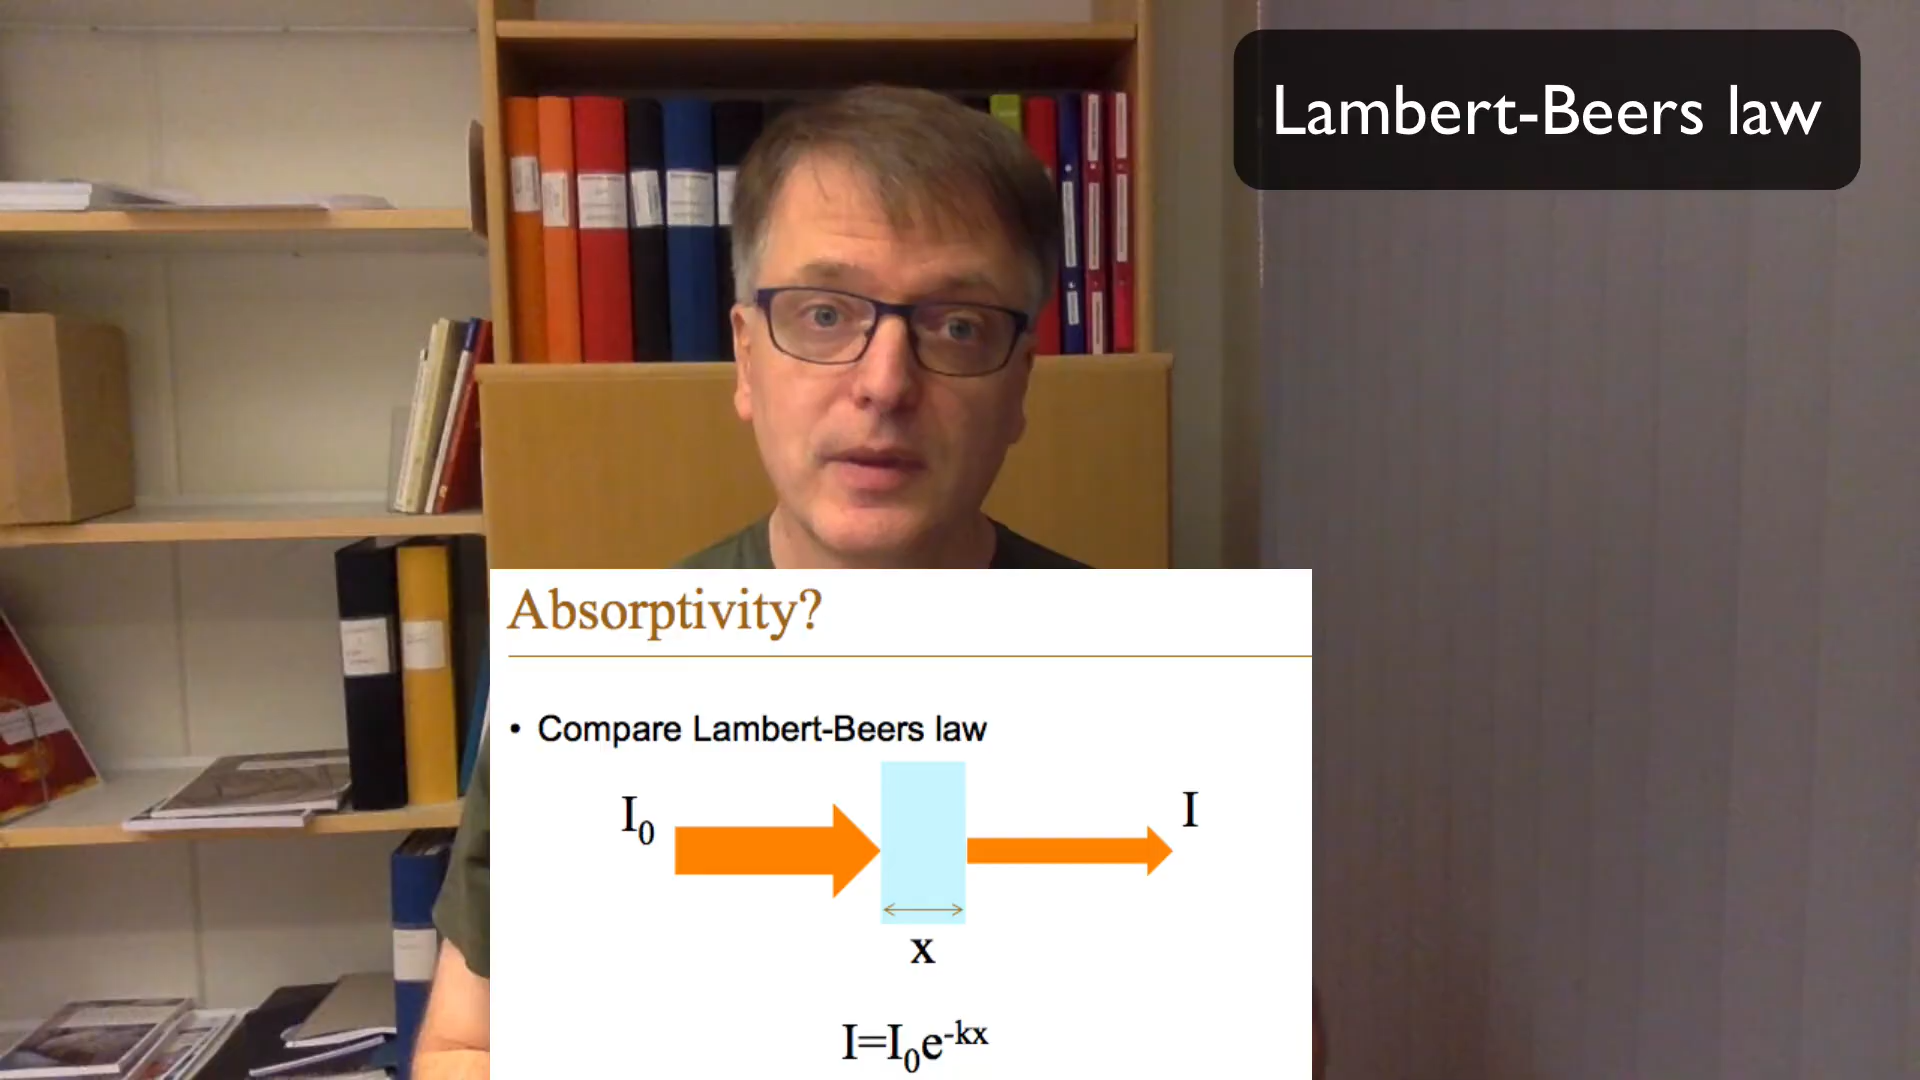 Lambert-Beers law
Absorptivity?
• Compare Lambert-Beers law
I₀
I
x
I=I₀e⁻ᵏˣ